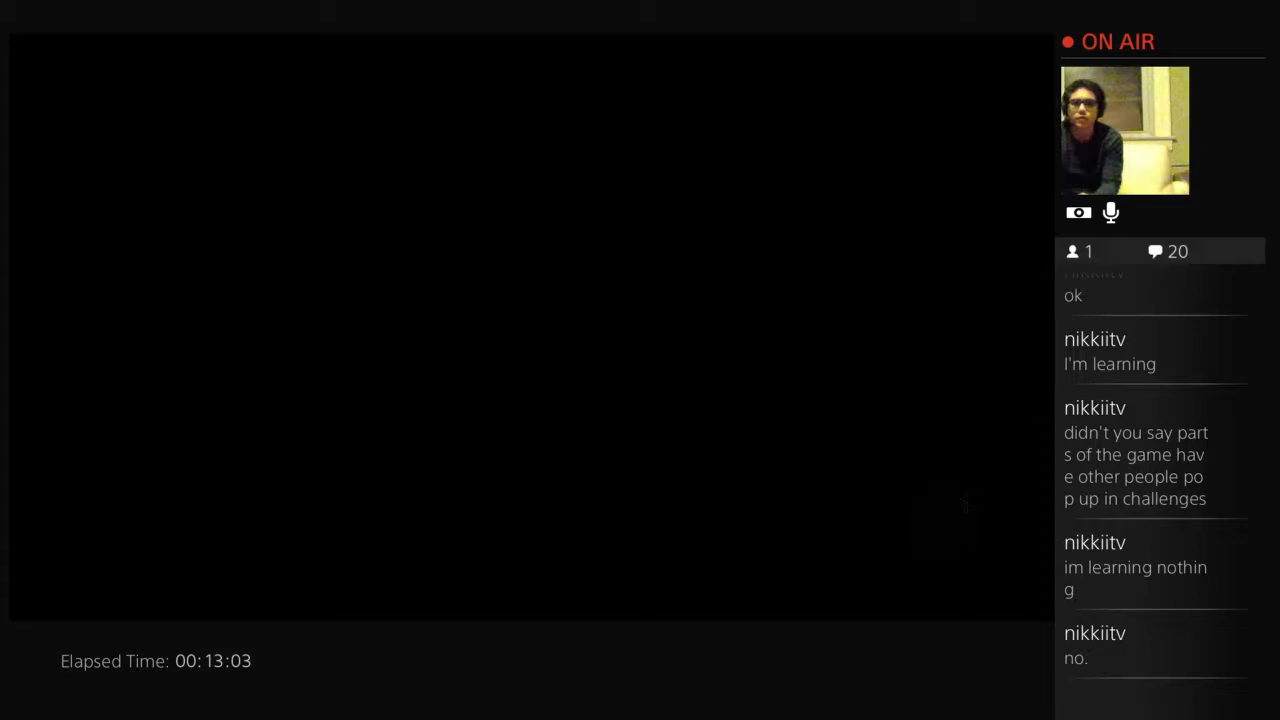 ON AIR
1 20
ok
nikkiitv
I'm learning
nikkiitv
didn't you say part
s of the game hav
e other people po
p up in challenges
nikkiitv
im learning nothin
g
nikkiitv
no.
Elapsed Time: 00:13:03